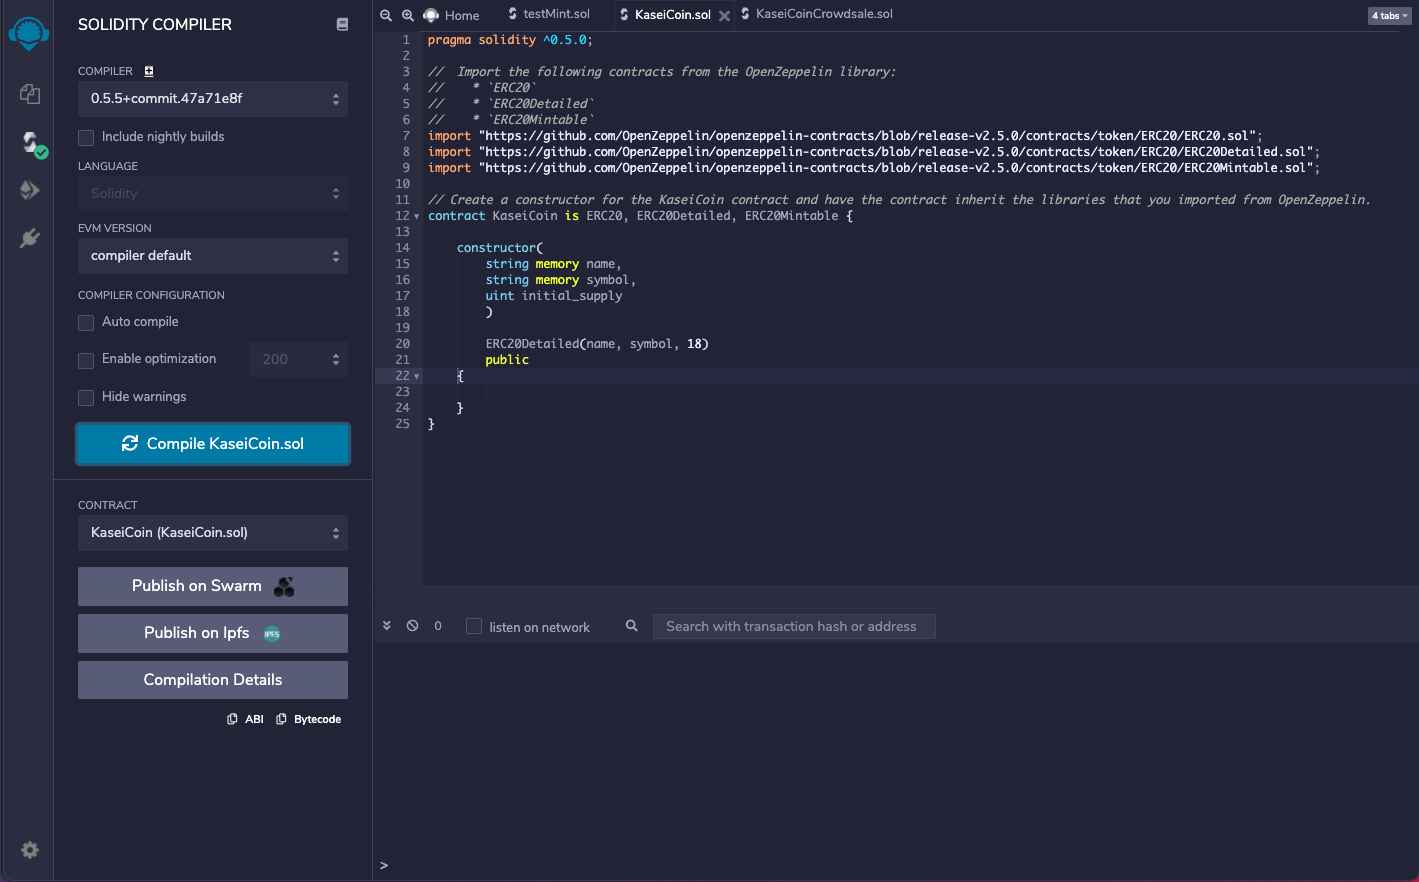 SOLIDITY COMPILER
COMPILER
0.5.5+commit.47a71e8f
Include nightly builds
LANGUAGE
Solidity
EVM VERSION
compiler default
COMPILER CONFIGURATION
Auto compile
Enable optimization 200
Hide warnings
Compile KaseiCoin.sol
CONTRACT
KaseiCoin (KaseiCoin.sol)
Publish on Swarm
Publish on Ipfs IPFS
Compilation Details
ABI Bytecode
Home testMint.sol KaseiCoin.sol KaseiCoinCrowdsale.sol 4 tabs
1 pragma solidity ^0.5.0;
2
3 //  Import the following contracts from the OpenZeppelin library:
4 //    * `ERC20`
5 //    * `ERC20Detailed`
6 //    * `ERC20Mintable`
7 import "https://github.com/OpenZeppelin/openzeppelin-contracts/blob/release-v2.5.0/contracts/token/ERC20/ERC20.sol";
8 import "https://github.com/OpenZeppelin/openzeppelin-contracts/blob/release-v2.5.0/contracts/token/ERC20/ERC20Detailed.sol";
9 import "https://github.com/OpenZeppelin/openzeppelin-contracts/blob/release-v2.5.0/contracts/token/ERC20/ERC20Mintable.sol";
10
11 // Create a constructor for the KaseiCoin contract and have the contract inherit the libraries that you imported from OpenZeppelin.
12 contract KaseiCoin is ERC20, ERC20Detailed, ERC20Mintable {
13
14     constructor(
15         string memory name,
16         string memory symbol,
17         uint initial_supply
18         )
19
20         ERC20Detailed(name, symbol, 18)
21         public
22     {
23
24     }
25 }
0 listen on network Search with transaction hash or address
>